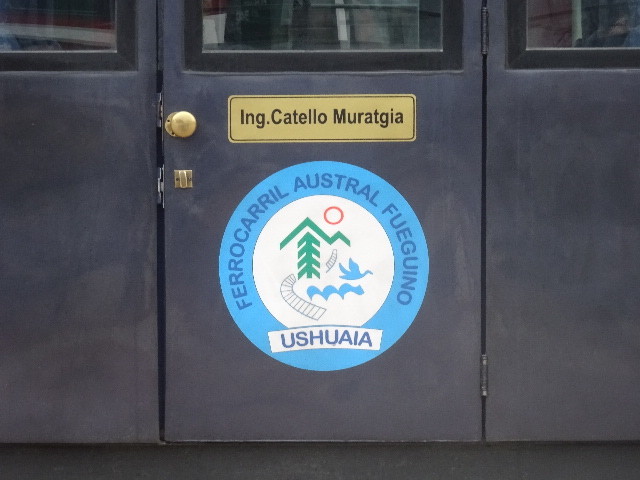 Ing.Catello Muratgia
FERROCARRIL AUSTRAL FUEGUINO
USHUAIA